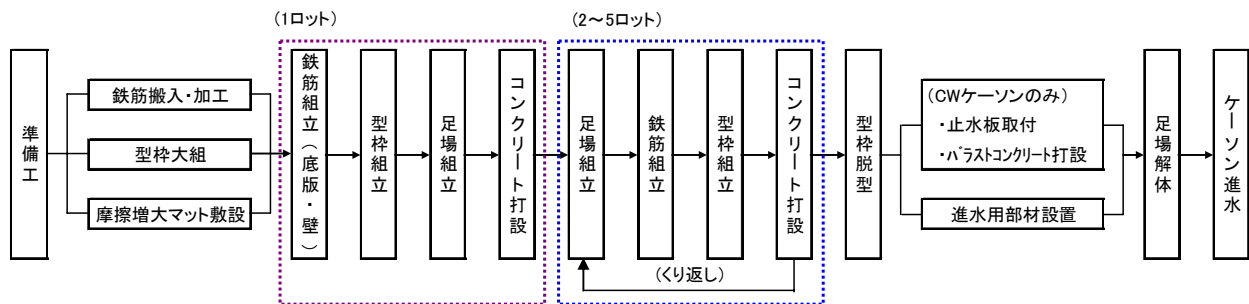 (1ロット)
(2～5ロット)
準備工
鉄筋搬入・加工
型枠大組
摩擦増大マット敷設
鉄筋組立(底版・壁)
型枠組立
足場組立
コンクリート打設
足場組立
鉄筋組立
型枠組立
コンクリート打設
(くり返し)
型枠脱型
(CWケーソンのみ)
・止水板取付
・バラストコンクリート打設
進水用部材設置
足場解体
ケーソン進水